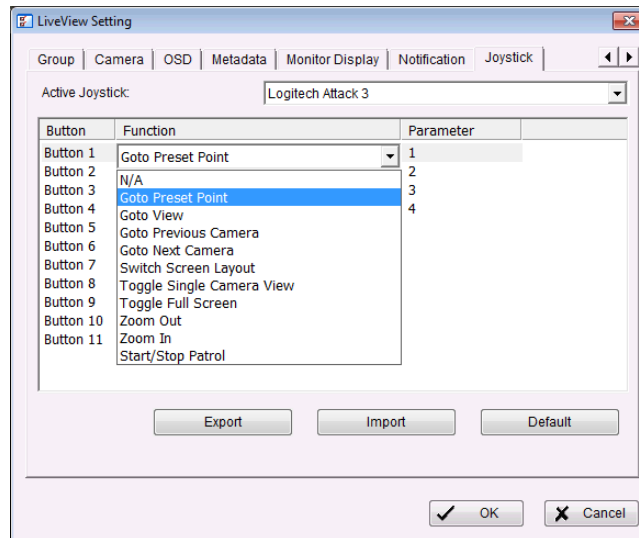 LiveView Setting
Group Camera OSD Metadata Monitor Display Notification Joystick
Active Joystick: Logitech Attack 3
Button Function Parameter
Button 1 Goto Preset Point 1
Button 2 N/A 2
Button 3 Goto Preset Point 3
Button 4 Goto View 4
Button 5 Goto Previous Camera
Button 6 Goto Next Camera
Button 7 Switch Screen Layout
Button 8 Toggle Single Camera View
Button 9 Toggle Full Screen
Button 10 Zoom Out
Button 11 Zoom In
Start/Stop Patrol
Export Import Default
OK Cancel